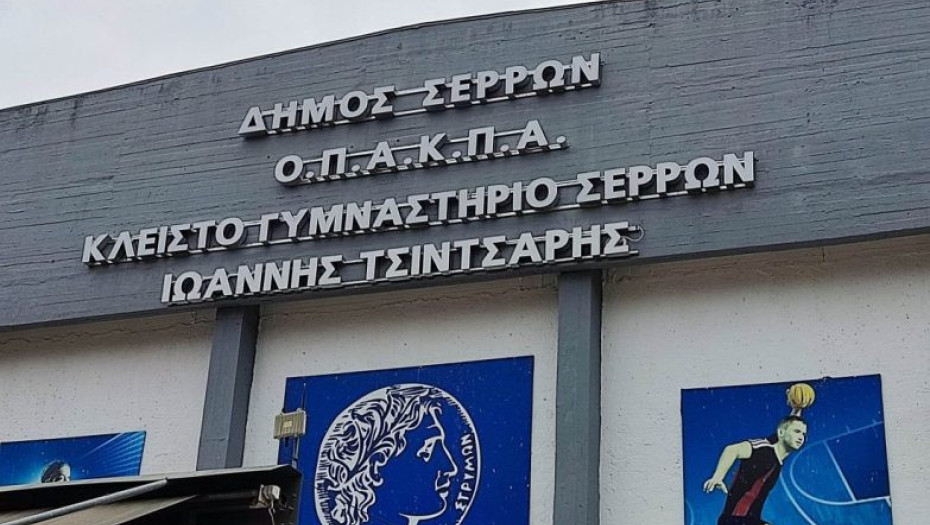 ΔΗΜΟΣ ΣΕΡΡΩΝ
Ο.Π.Α.Κ.Π.Α.
ΚΛΕΙΣΤΟ ΓΥΜΝΑΣΤΗΡΙΟ ΣΕΡΡΩΝ
ΙΩΑΝΝΗΣ ΤΣΙΝΤΣΑΡΗΣ
ΣΤΡΥΜΩΝ